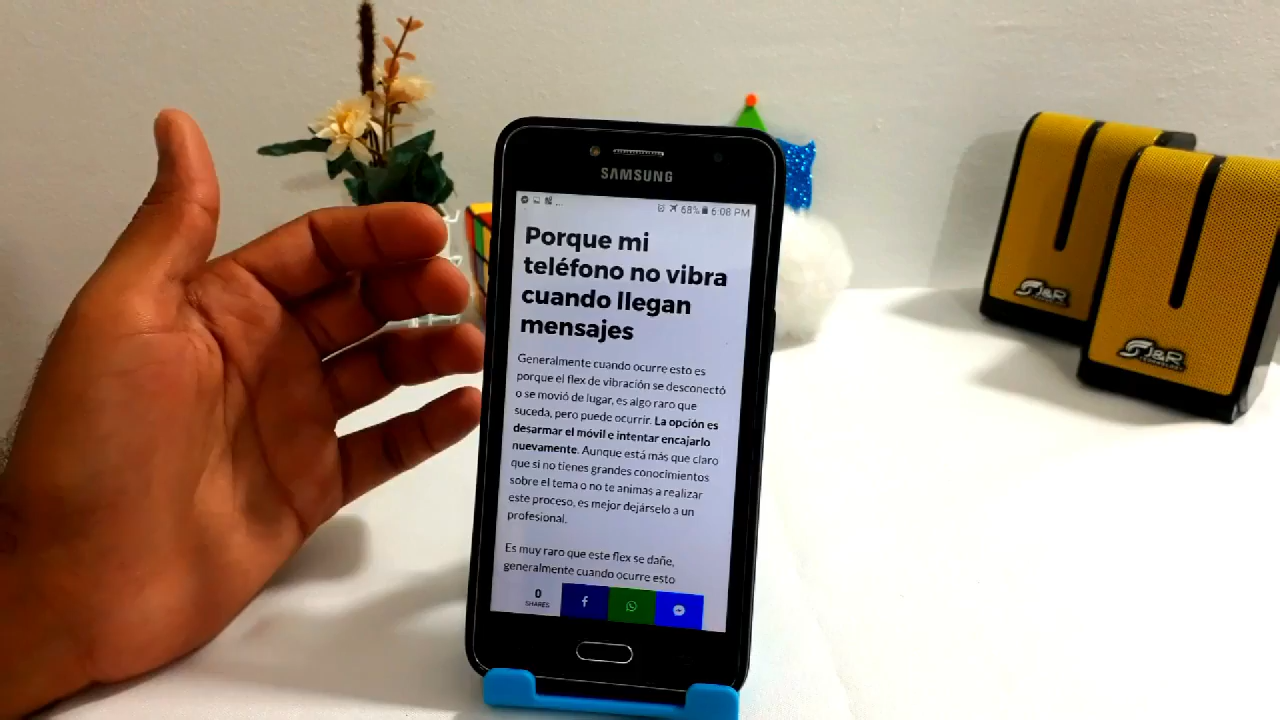 SAMSUNG
68% 6:08 PM
Porque mi
teléfono no vibra
cuando llegan
mensajes
Generalmente cuando ocurre esto es
porque el flex de vibración se desconectó
o se movió de lugar, es algo raro que
suceda, pero puede ocurrir. La opción es
desarmar el móvil e intentar encajarlo
nuevamente. Aunque está más que claro
que si no tienes grandes conocimientos
sobre el tema o no te animas a realizar
este proceso, es mejor dejárselo a un
profesional.
Es muy raro que este flex se dañe,
generalmente cuando ocurre esto
0
SHARES
J&R
J&R